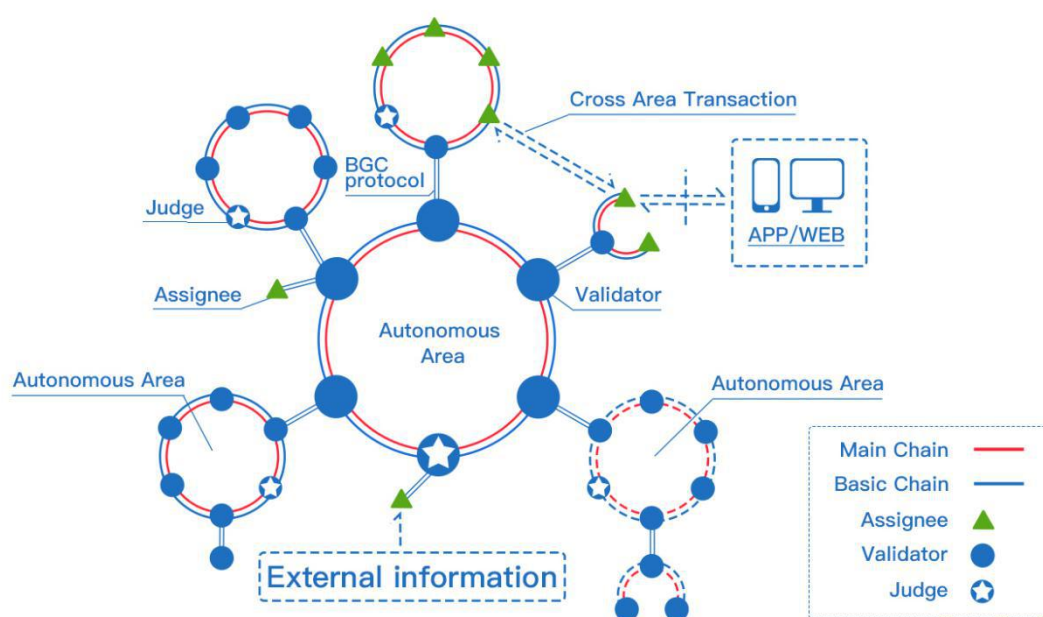 Cross Area Transaction
BGC
protocol
Judge
APP/WEB
Assignee
Validator
Autonomous
Area
Autonomous Area
Autonomous Area
External information
Main Chain
Basic Chain
Assignee
Validator
Judge